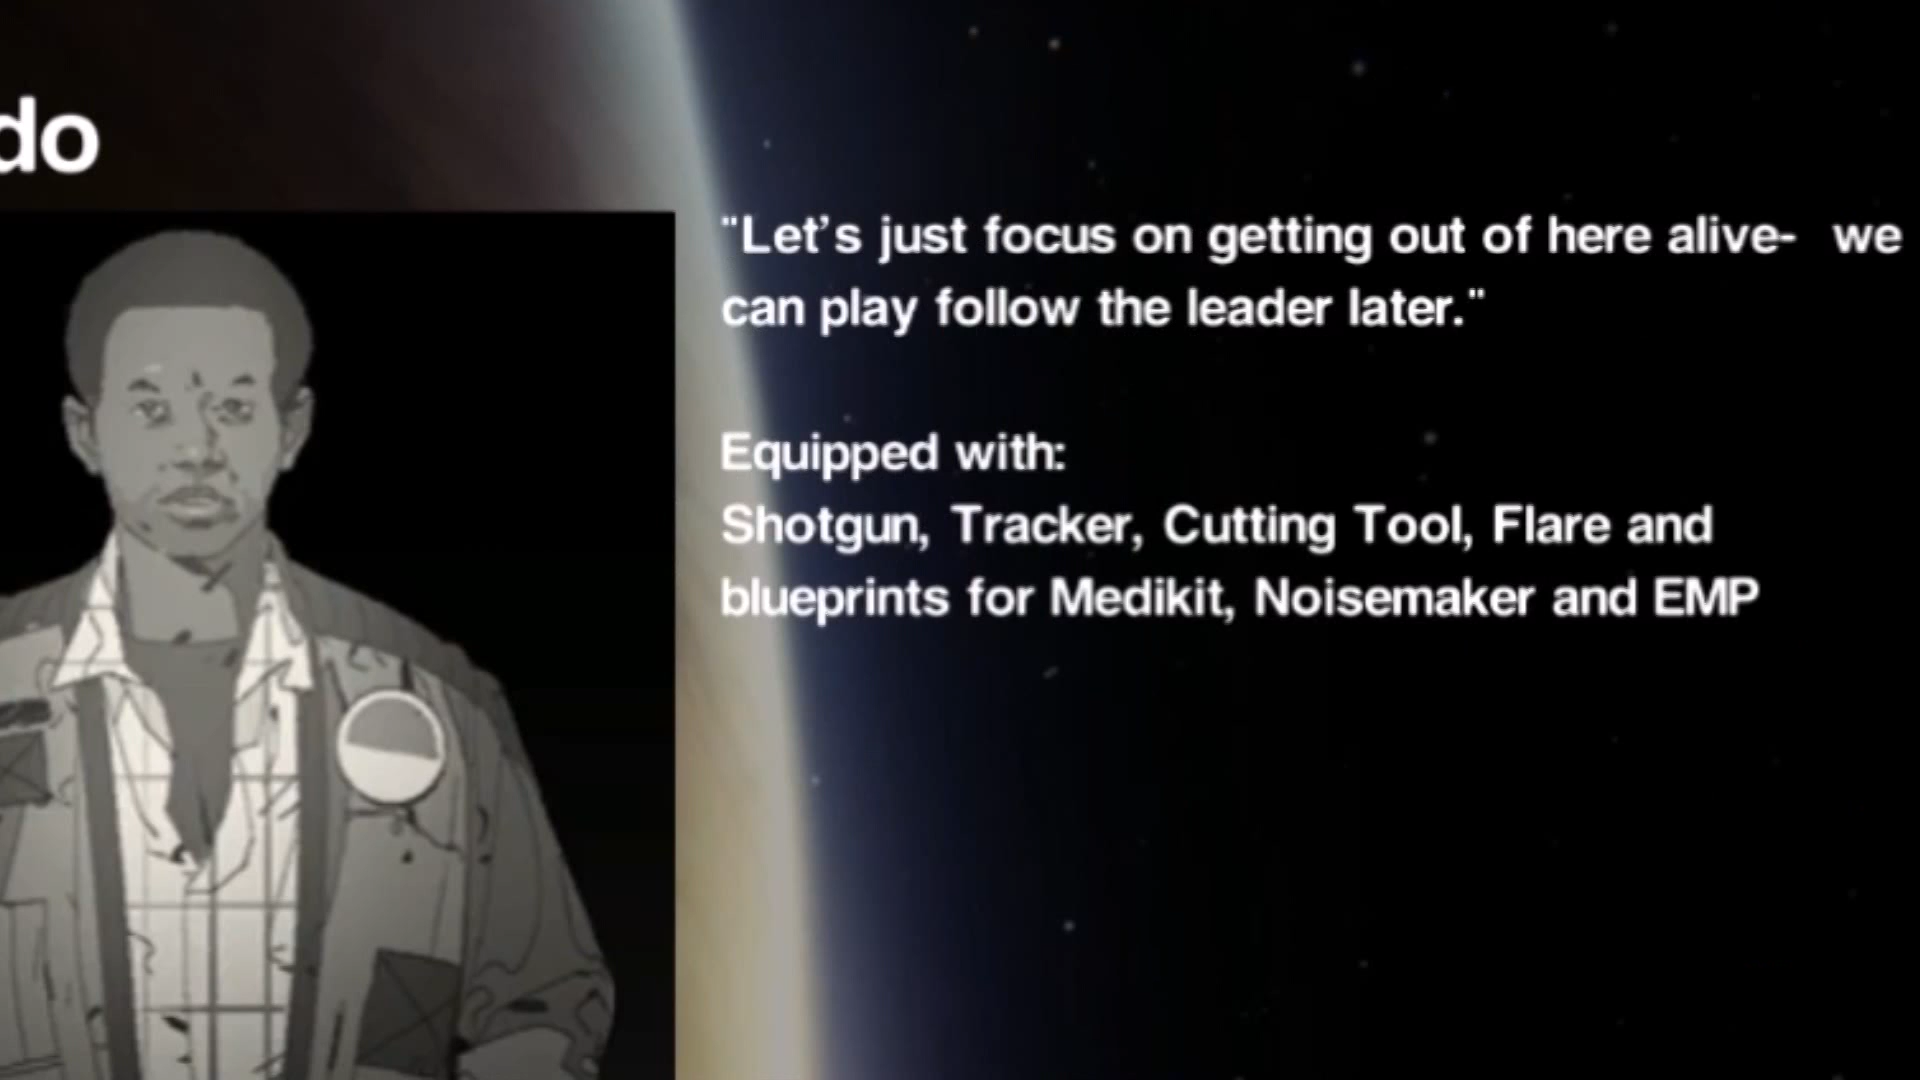 do
"Let’s just focus on getting out of here alive- we
can play follow the leader later."
Equipped with:
Shotgun, Tracker, Cutting Tool, Flare and
blueprints for Medikit, Noisemaker and EMP